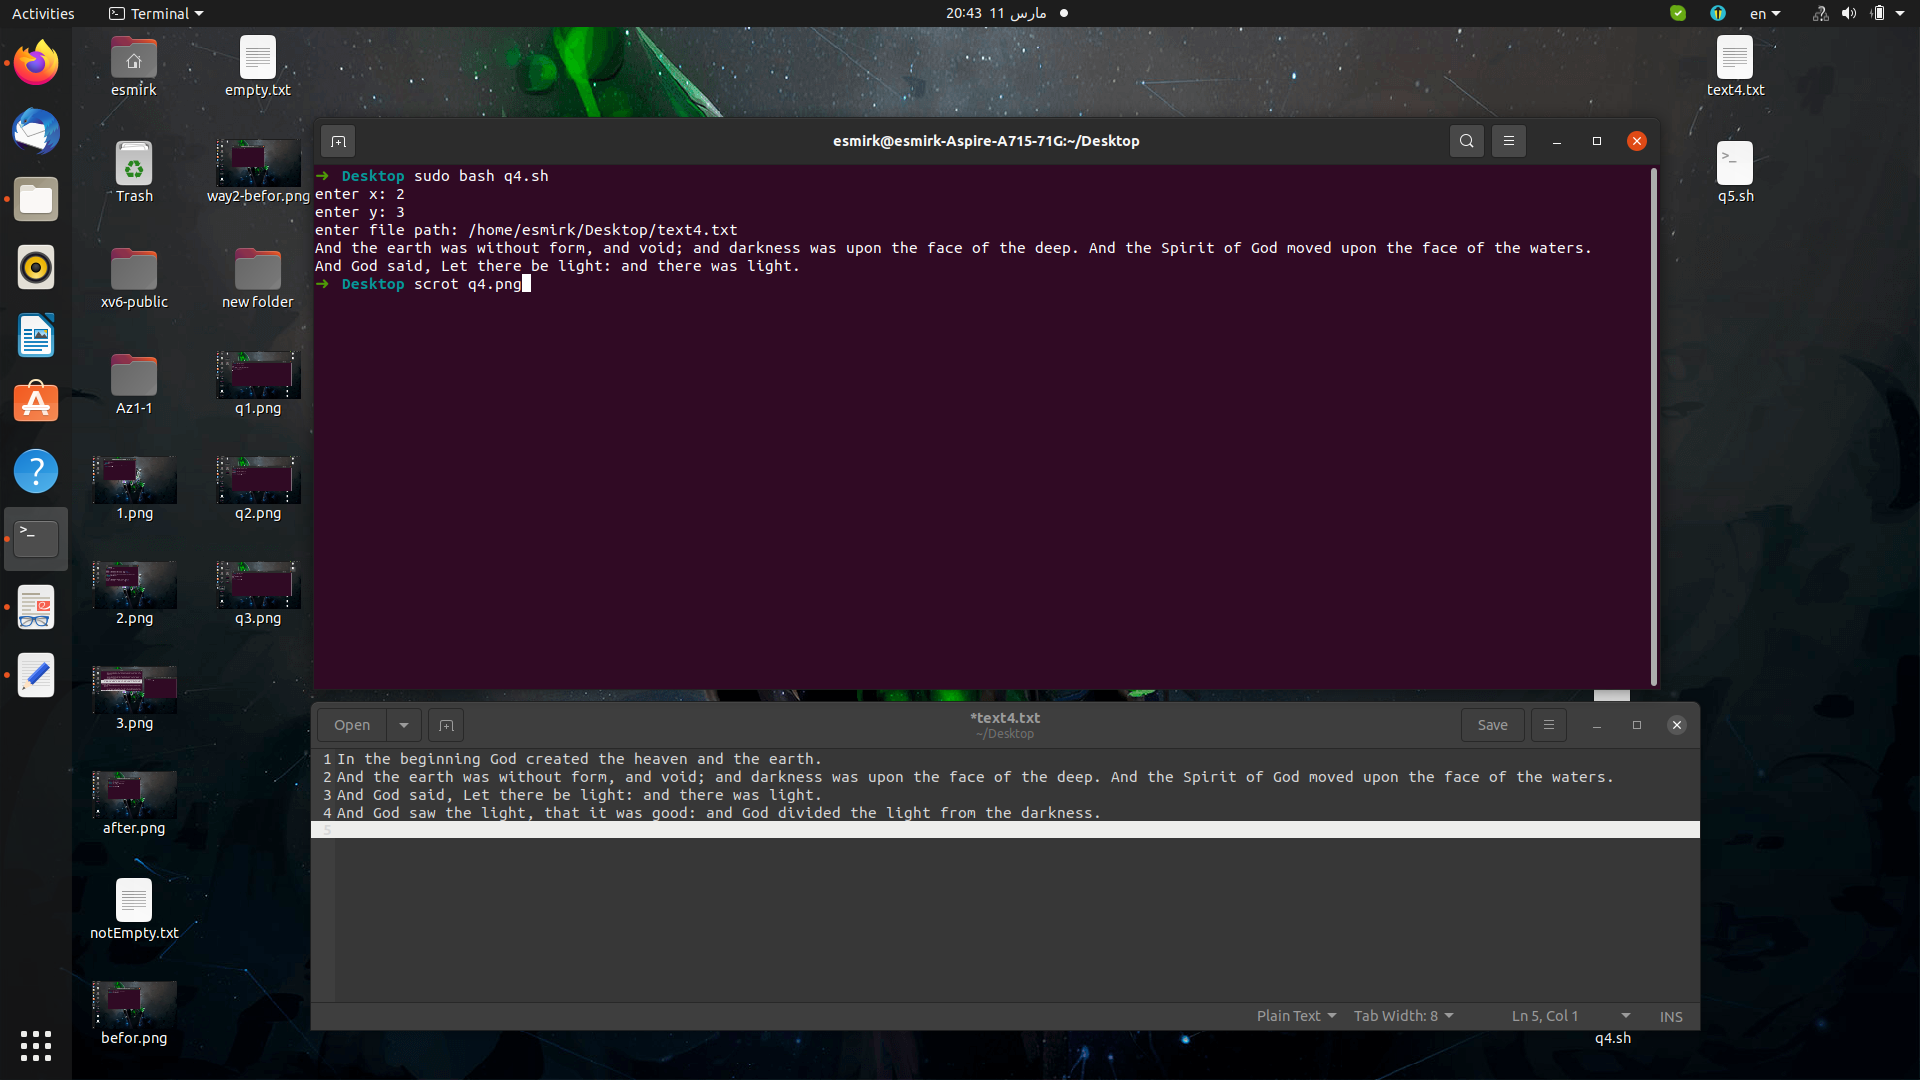 Activities
Terminal
20:43 11 مارس
en
esmirk
empty.txt
text4.txt
Trash
way2-befor.png
q5.sh
xv6-public
new folder
Az1-1
q1.png
1.png
q2.png
2.png
q3.png
3.png
after.png
notEmpty.txt
befor.png
q4.sh
esmirk@esmirk-Aspire-A715-71G:~/Desktop
➜ Desktop sudo bash q4.sh
enter x: 2
enter y: 3
enter file path: /home/esmirk/Desktop/text4.txt
And the earth was without form, and void; and darkness was upon the face of the deep. And the Spirit of God moved upon the face of the waters.
And God said, Let there be light: and there was light.
➜ Desktop scrot q4.png
Open
*text4.txt
~/Desktop
Save
1 In the beginning God created the heaven and the earth.
2 And the earth was without form, and void; and darkness was upon the face of the deep. And the Spirit of God moved upon the face of the waters.
3 And God said, Let there be light: and there was light.
4 And God saw the light, that it was good: and God divided the light from the darkness.
5
Plain Text
Tab Width: 8
Ln 5, Col 1
INS